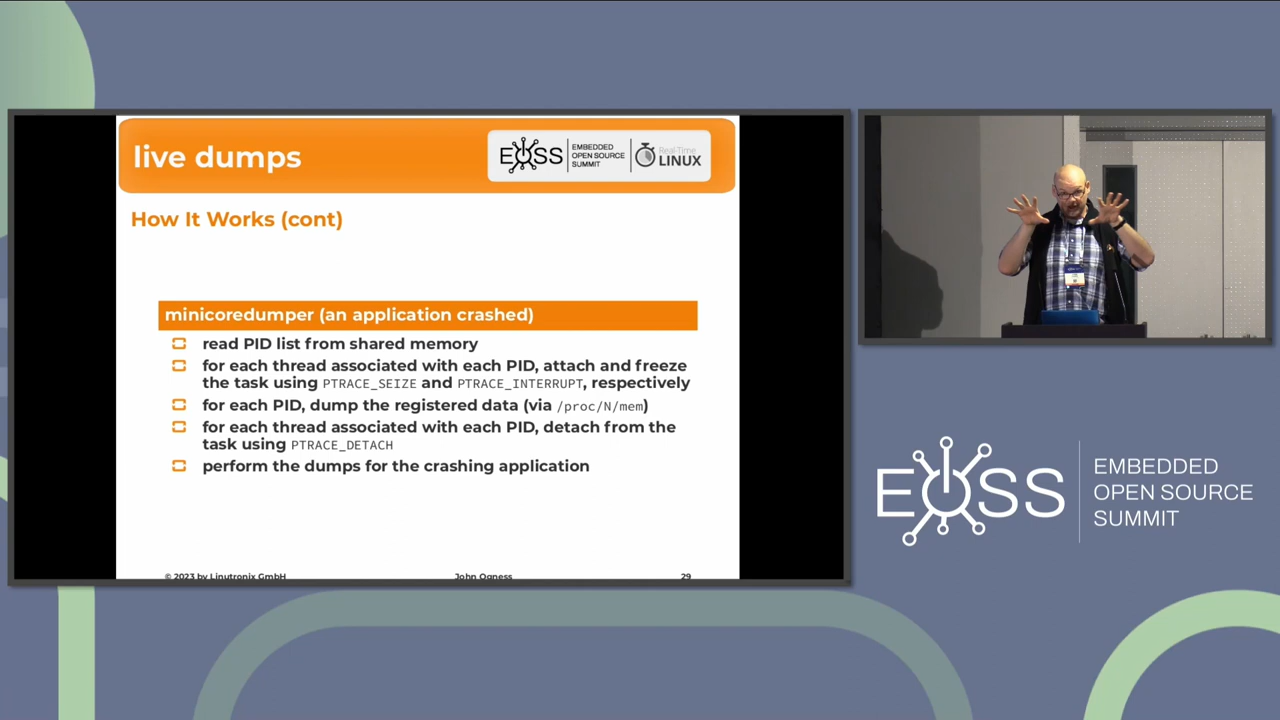 live dumps
EOSS
EMBEDDED
OPEN SOURCE
SUMMIT
Real-Time
LINUX
How It Works (cont)
minicoredumper (an application crashed)
read PID list from shared memory
for each thread associated with each PID, attach and freeze
the task using PTRACE_SEIZE and PTRACE_INTERRUPT, respectively
for each PID, dump the registered data (via /proc/N/mem)
for each thread associated with each PID, detach from the
task using PTRACE_DETACH
perform the dumps for the crashing application
© 2023 by Linutronix GmbH
John Ogness
29
EOSS
EMBEDDED
OPEN SOURCE
SUMMIT